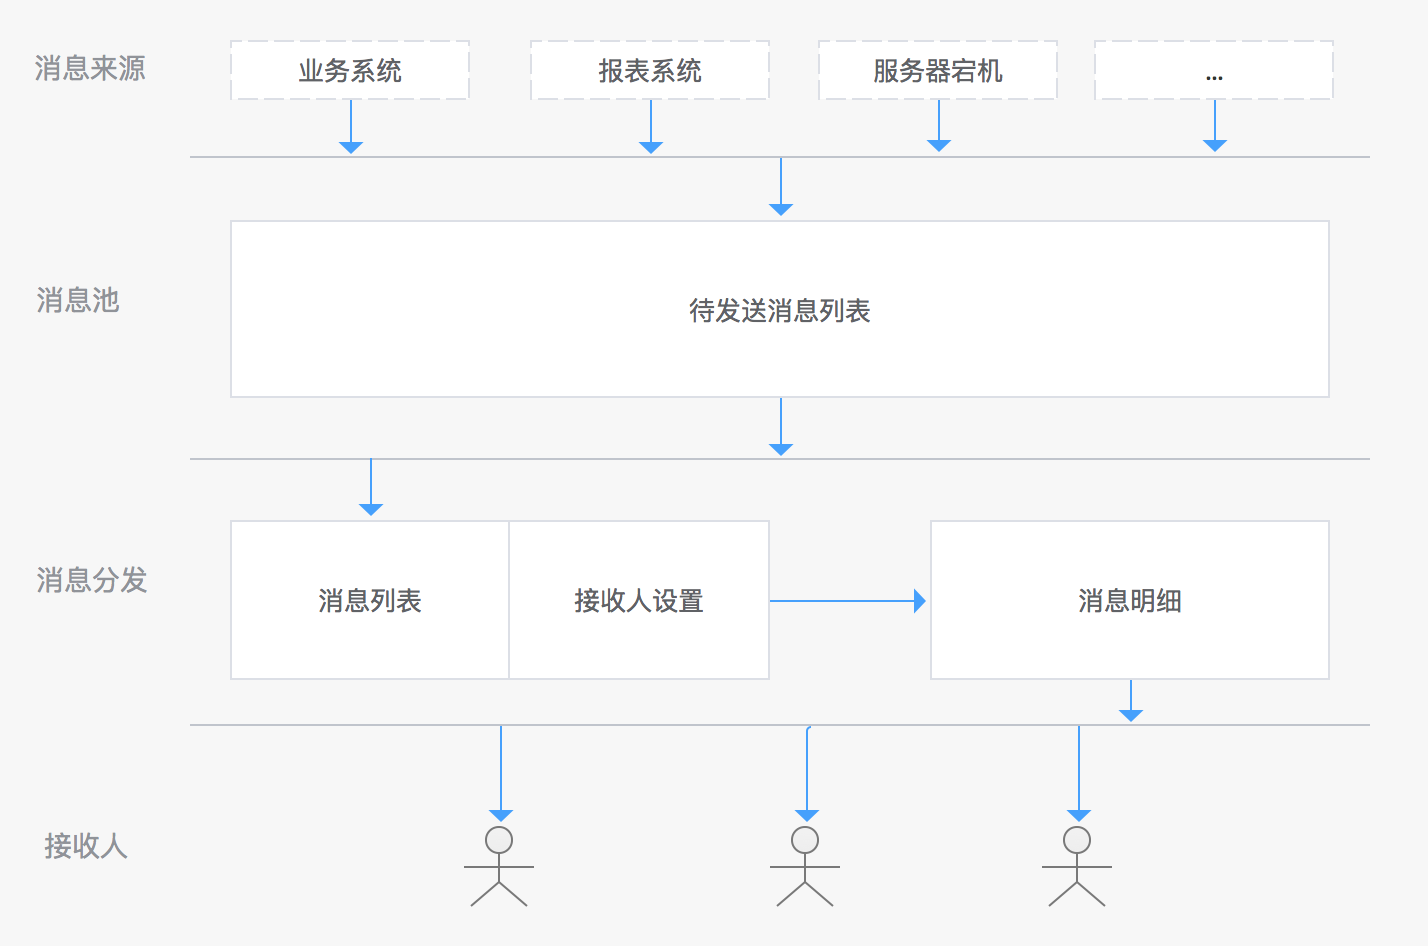 消息来源
业务系统
报表系统
服务器宕机
...
消息池
待发送消息列表
消息分发
消息列表
接收人设置
消息明细
接收人